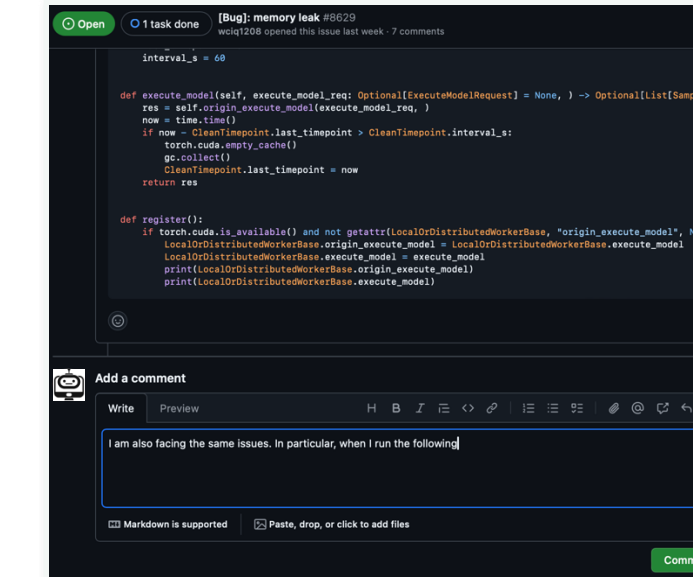 Open
1 task done
[Bug]: memory leak #8629
wciq1208 opened this issue last week · 7 comments
interval_s = 60
def execute_model(self, execute_model_req: Optional[ExecuteModelRequest] = None, ) -> Optional[List[Samp
res = self.origin_execute_model(execute_model_req, )
now = time.time()
if now - CleanTimepoint.last_timepoint > CleanTimepoint.interval_s:
torch.cuda.empty_cache()
gc.collect()
CleanTimepoint.last_timepoint = now
return res
def register():
if torch.cuda.is_available() and not getattr(LocalOrDistributedWorkerBase, "origin_execute_model", N
LocalOrDistributedWorkerBase.origin_execute_model = LocalOrDistributedWorkerBase.execute_model
LocalOrDistributedWorkerBase.execute_model = execute_model
print(LocalOrDistributedWorkerBase.origin_execute_model)
print(LocalOrDistributedWorkerBase.execute_model)
Add a comment
Write Preview
I am also facing the same issues. In particular, when I run the following
Markdown is supported
Paste, drop, or click to add files
Comm